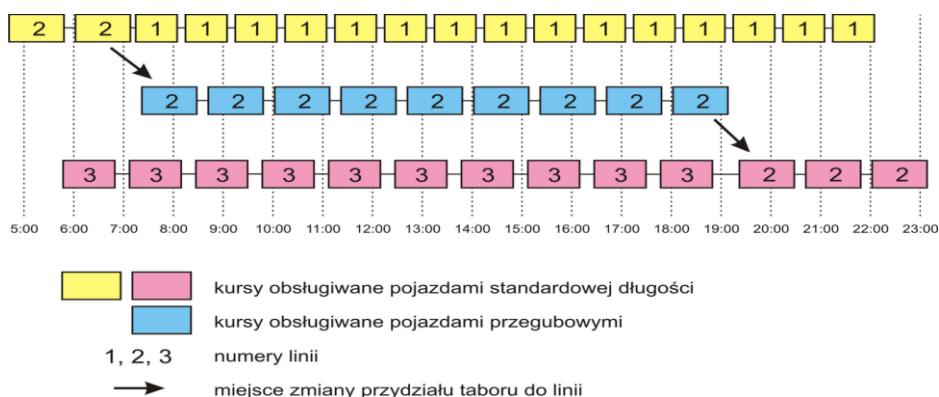 2 2 1 1 1 1 1 1 1 1 1 1 1 1 1 1 1
2 2 2 2 2 2 2 2 2
3 3 3 3 3 3 3 3 3 3 2 2 2
5:00 6:00 7:00 8:00 9:00 10:00 11:00 12:00 13:00 14:00 15:00 16:00 17:00 18:00 19:00 20:00 21:00 22:00 23:00
kursy obsługiwane pojazdami standardowej długości
kursy obsługiwane pojazdami przegubowymi
1, 2, 3 numery linii
miejsce zmiany przydziału taboru do linii